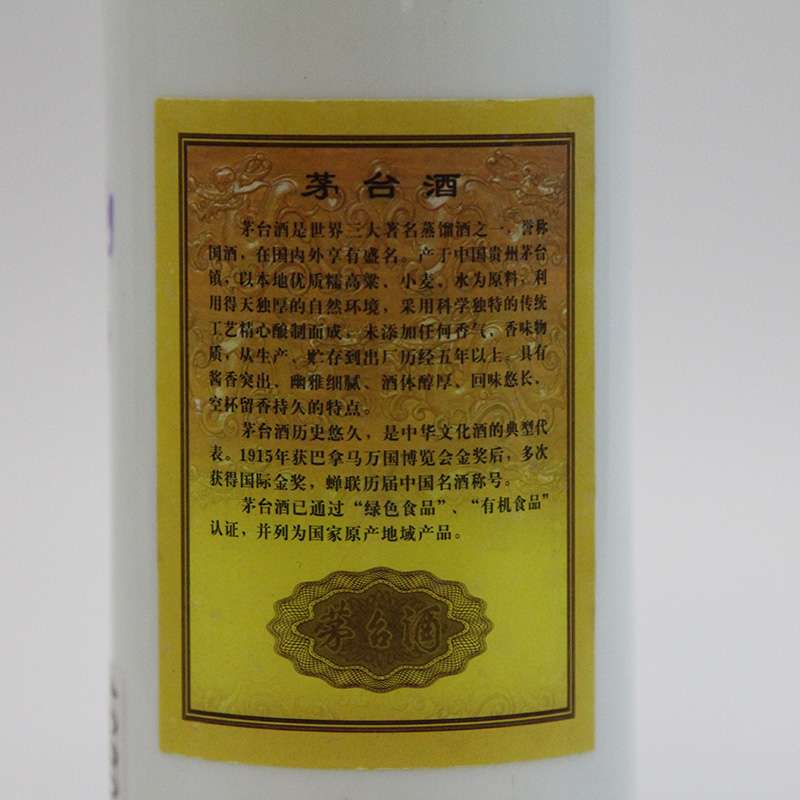 茅台酒
茅台酒是世界三大著名蒸馏酒之一，誉称
国酒，在国内外享有盛名。产于中国贵州茅台
镇，以本地优质糯高粱、小麦、水为原料，利
用得天独厚的自然环境，采用科学独特的传统
工艺精心酿制而成，未添加任何香气、香味物
质，从生产、贮存到出厂历经五年以上。具有
酱香突出、幽雅细腻、酒体醇厚、回味悠长、
空杯留香持久的特点。
茅台酒历史悠久，是中华文化酒的典型代
表。1915年获巴拿马万国博览会金奖后，多次
获得国际金奖，蝉联历届中国名酒称号。
茅台酒已通过“绿色食品”、“有机食品”
认证，并列为国家原产地域产品。
茅台酒